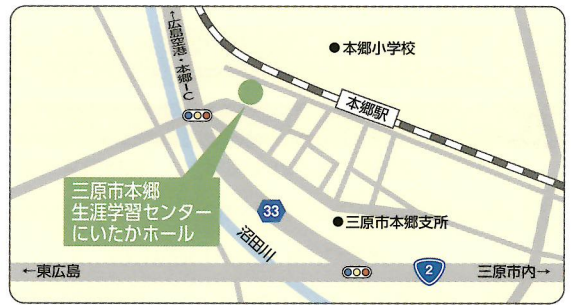 ←広島空港・本郷IC
●本郷小学校
本郷駅
三原市本郷
生涯学習センター
にいたかホール
33
沼田川
●三原市本郷支所
←東広島
2
三原市内→